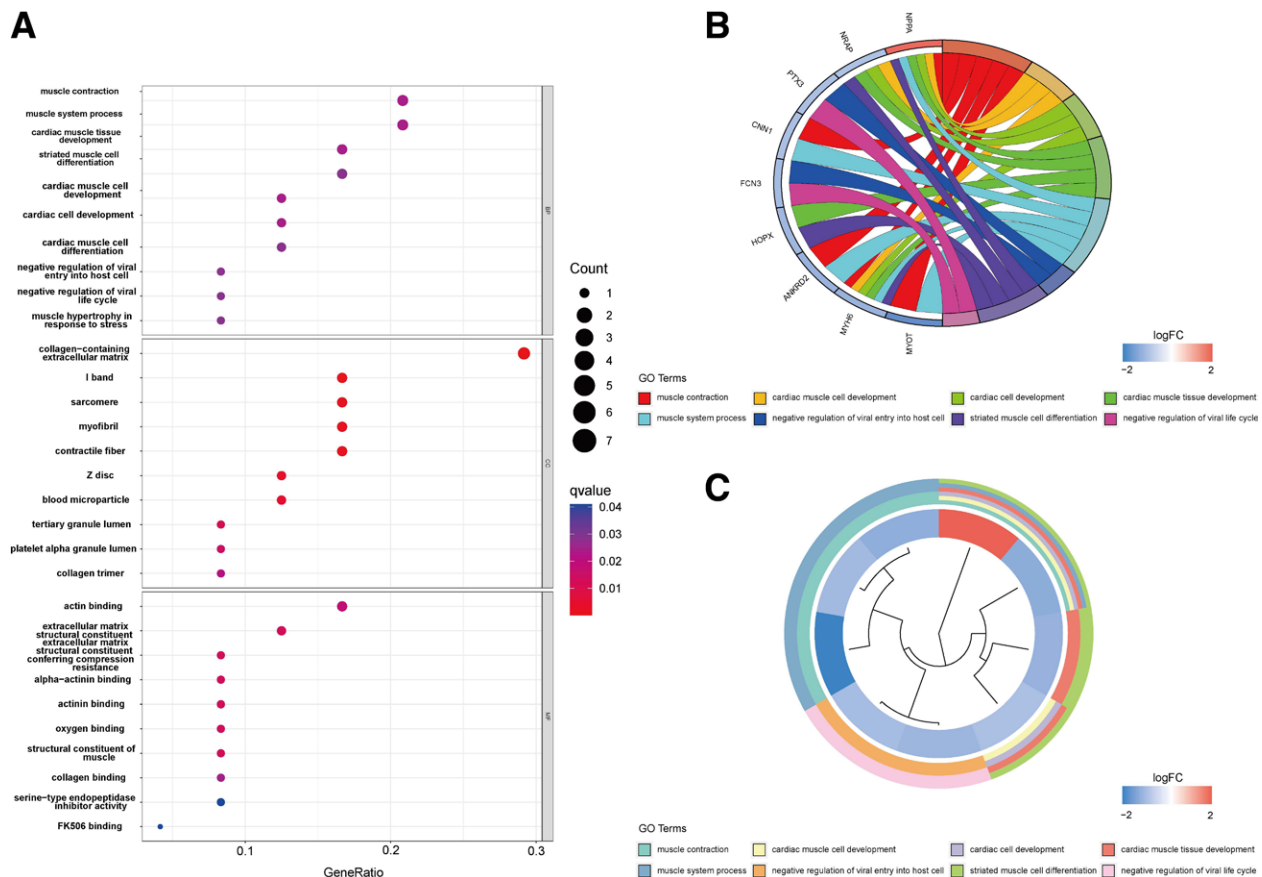 A
muscle contraction
muscle system process
cardiac muscle tissue
development
striated muscle cell
differentiation
cardiac muscle cell
development
cardiac cell development
cardiac muscle cell
differentiation
negative regulation of viral
entry into host cell
negative regulation of viral
life cycle
muscle hypertrophy in
response to stress
BP
collagen−containing
extracellular matrix
I band
sarcomere
myofibril
contractile fiber
Z disc
blood microparticle
tertiary granule lumen
platelet alpha granule lumen
collagen trimer
CC
actin binding
extracellular matrix
structural constituent
extracellular matrix
structural constituent
conferring compression
resistance
alpha−actinin binding
actinin binding
oxygen binding
structural constituent of
muscle
collagen binding
serine−type endopeptidase
inhibitor activity
FK506 binding
MF
0.1
0.2
0.3
GeneRatio
Count
1
2
3
4
5
6
7
qvalue
0.04
0.03
0.02
0.01
B
NPPA
NRAP
PTX3
CNN1
FCN3
HOPX
ANKRD2
MYH6
MYOT
logFC
−2
2
GO Terms
muscle contraction
cardiac muscle cell development
cardiac cell development
cardiac muscle tissue development
muscle system process
negative regulation of viral entry into host cell
striated muscle cell differentiation
negative regulation of viral life cycle
C
logFC
−2
2
GO Terms
muscle contraction
cardiac muscle cell development
cardiac cell development
cardiac muscle tissue development
muscle system process
negative regulation of viral entry into host cell
striated muscle cell differentiation
negative regulation of viral life cycle